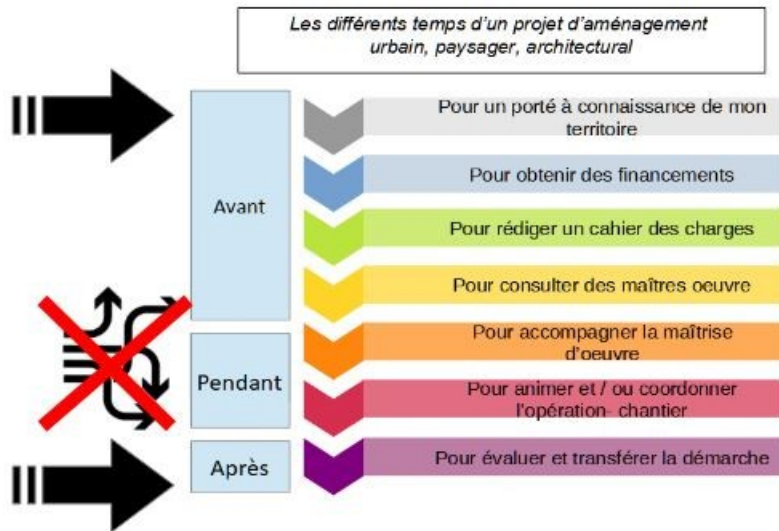 Les différents temps d'un projet d'aménagement
urbain, paysager, architectural
Avant
Pour un porté à connaissance de mon
territoire
Pour obtenir des financements
Pour rédiger un cahier des charges
Pour consulter des maîtres oeuvre
Pendant
Pour accompagner la maîtrise
d'oeuvre
Pour animer et / ou coordonner
l'opération- chantier
Après
Pour évaluer et transférer la démarche